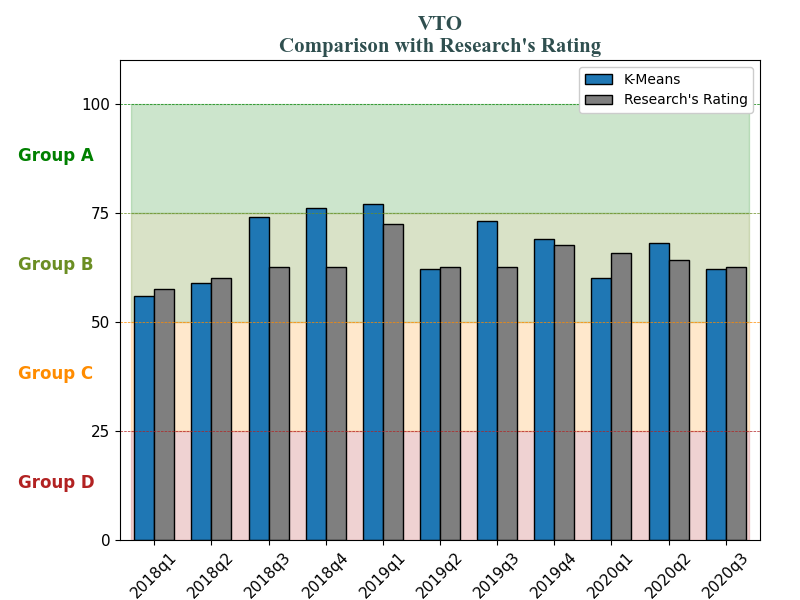 VTO
Comparison with Research's Rating
K-Means
Research's Rating
100
Group A
75
Group B
50
Group C
25
Group D
0
2018q1
2018q2
2018q3
2018q4
2019q1
2019q2
2019q3
2019q4
2020q1
2020q2
2020q3